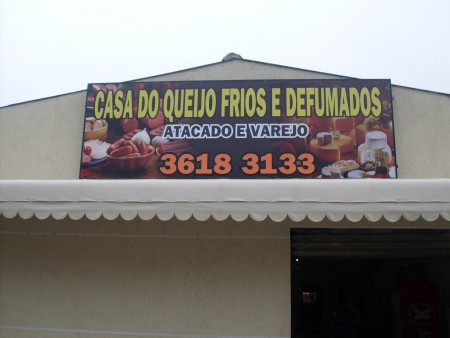 CASA DO QUEIJO FRIOS E DEFUMADOS
ATACADO E VAREJO
3618 3133